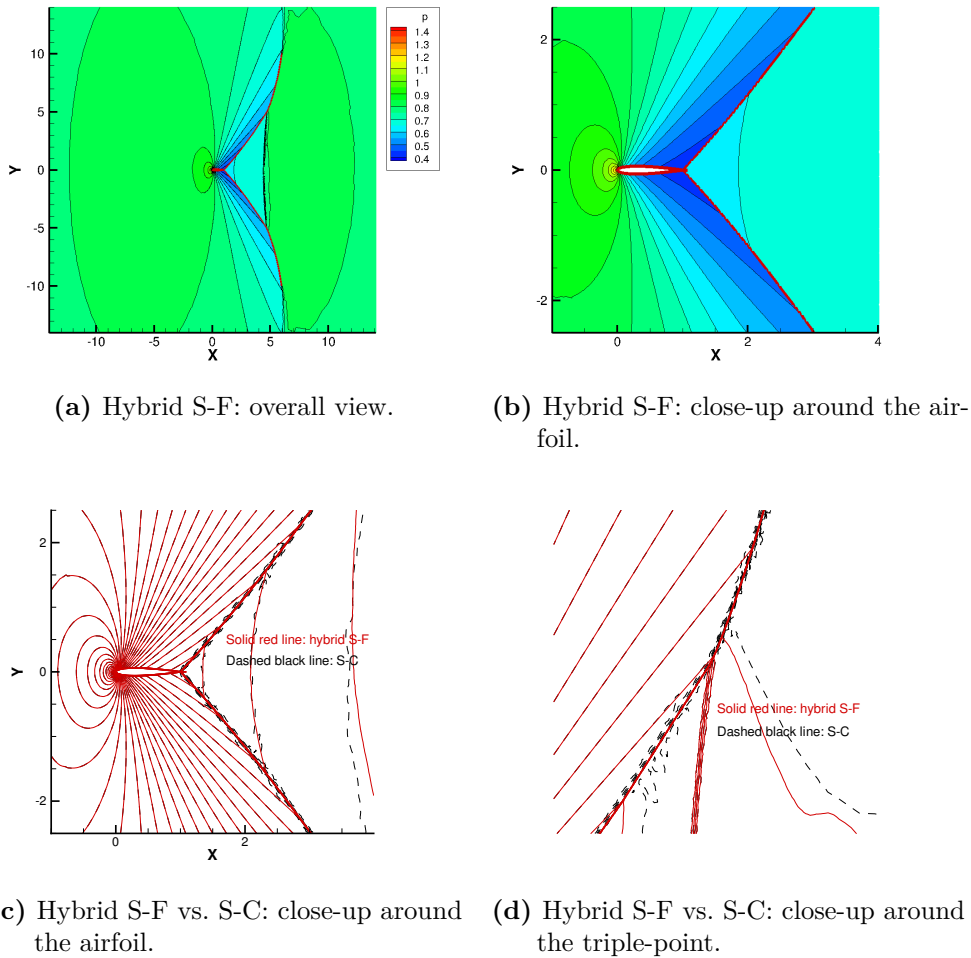 p
1.4
1.3
1.2
1.1
1
0.9
0.8
0.7
0.6
0.5
0.4
10
5
0
-5
-10
Y
-10
-5
0
5
10
X
(a) Hybrid S-F: overall view.
2
0
-2
Y
0
2
4
X
(b) Hybrid S-F: close-up around the air-
foil.
2
0
-2
Y
0
2
X
Solid red line: hybrid S-F
Dashed black line: S-C
c) Hybrid S-F vs. S-C: close-up around
the airfoil.
Solid red line: hybrid S-F
Dashed black line: S-C
(d) Hybrid S-F vs. S-C: close-up around
the triple-point.